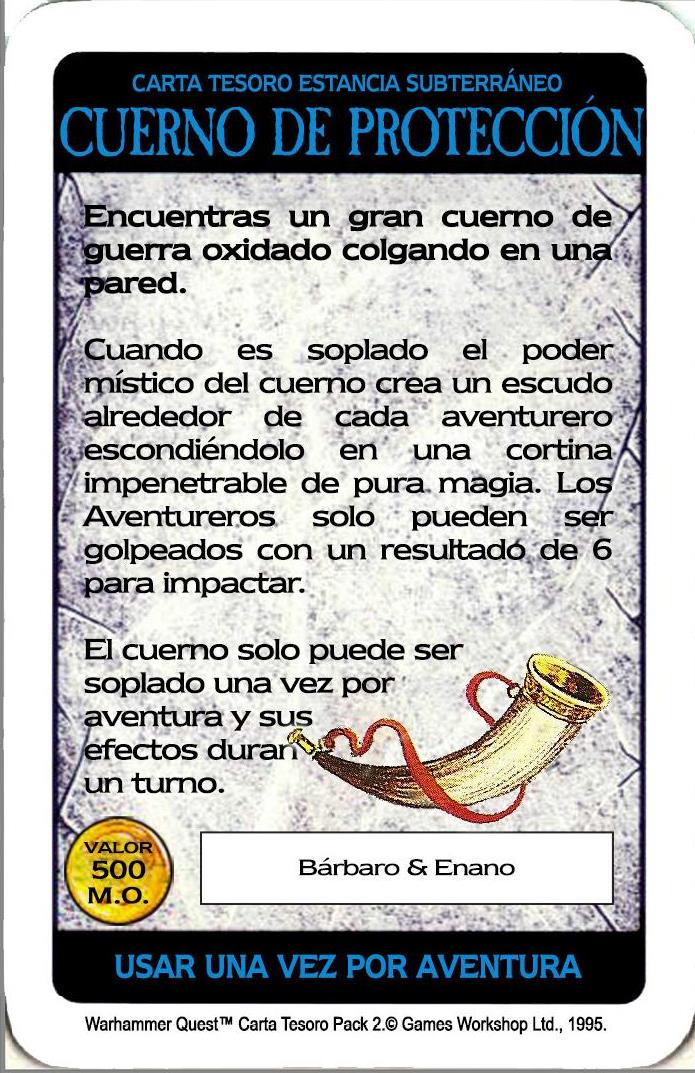 CARTA TESORO ESTANCIA SUBTERRÁNEO
CUERNO DE PROTECCIÓN
Encuentras un gran cuerno de
guerra oxidado colgando en una
pared.
Cuando es soplado el poder
místico del cuerno crea un escudo
alrededor de cada aventurero
escondiéndolo en una cortina
impenetrable de pura magia. Los
Aventureros solo pueden ser
golpeados con un resultado de 6
para impactar.
El cuerno solo puede ser
soplado una vez por
aventura y sus
efectos duran
un turno.
VALOR
500
M.O.
Bárbaro & Enano
USAR UNA VEZ POR AVENTURA
Warhammer Quest™ Carta Tesoro Pack 2.© Games Workshop Ltd., 1995.